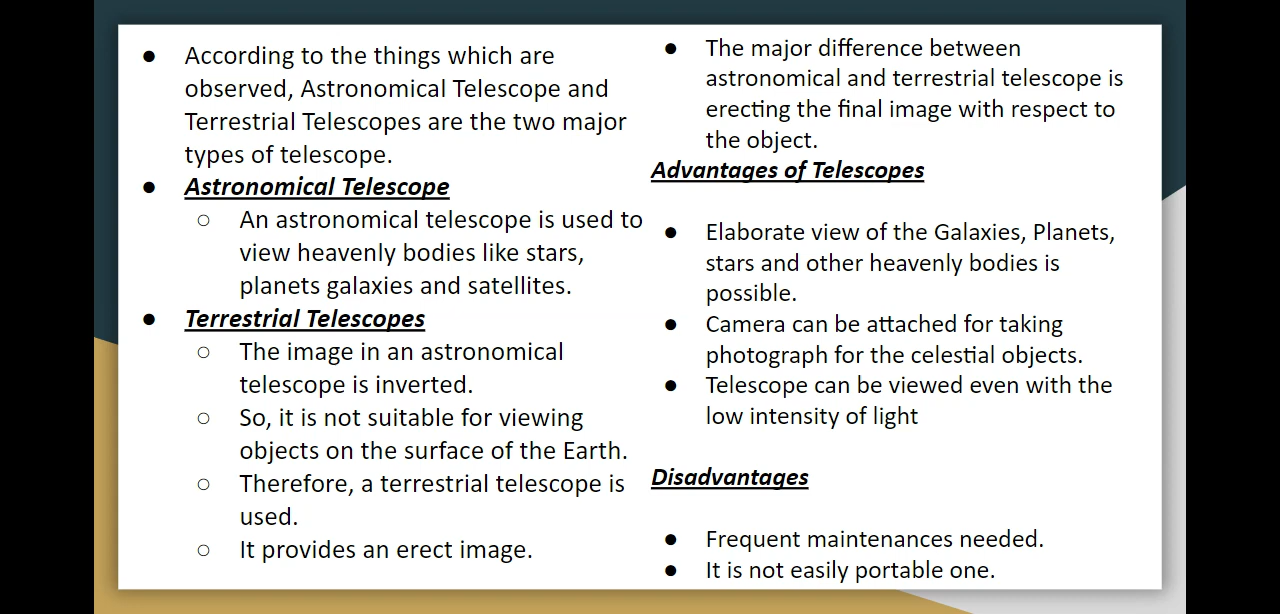 ● According to the things which are
observed, Astronomical Telescope and
Terrestrial Telescopes are the two major
types of telescope.
● Astronomical Telescope
○ An astronomical telescope is used to
view heavenly bodies like stars,
planets galaxies and satellites.
● Terrestrial Telescopes
○ The image in an astronomical
telescope is inverted.
○ So, it is not suitable for viewing
objects on the surface of the Earth.
○ Therefore, a terrestrial telescope is
used.
○ It provides an erect image.
● The major difference between
astronomical and terrestrial telescope is
erecting the final image with respect to
the object.
Advantages of Telescopes
● Elaborate view of the Galaxies, Planets,
stars and other heavenly bodies is
possible.
● Camera can be attached for taking
photograph for the celestial objects.
● Telescope can be viewed even with the
low intensity of light
Disadvantages
● Frequent maintenances needed.
● It is not easily portable one.